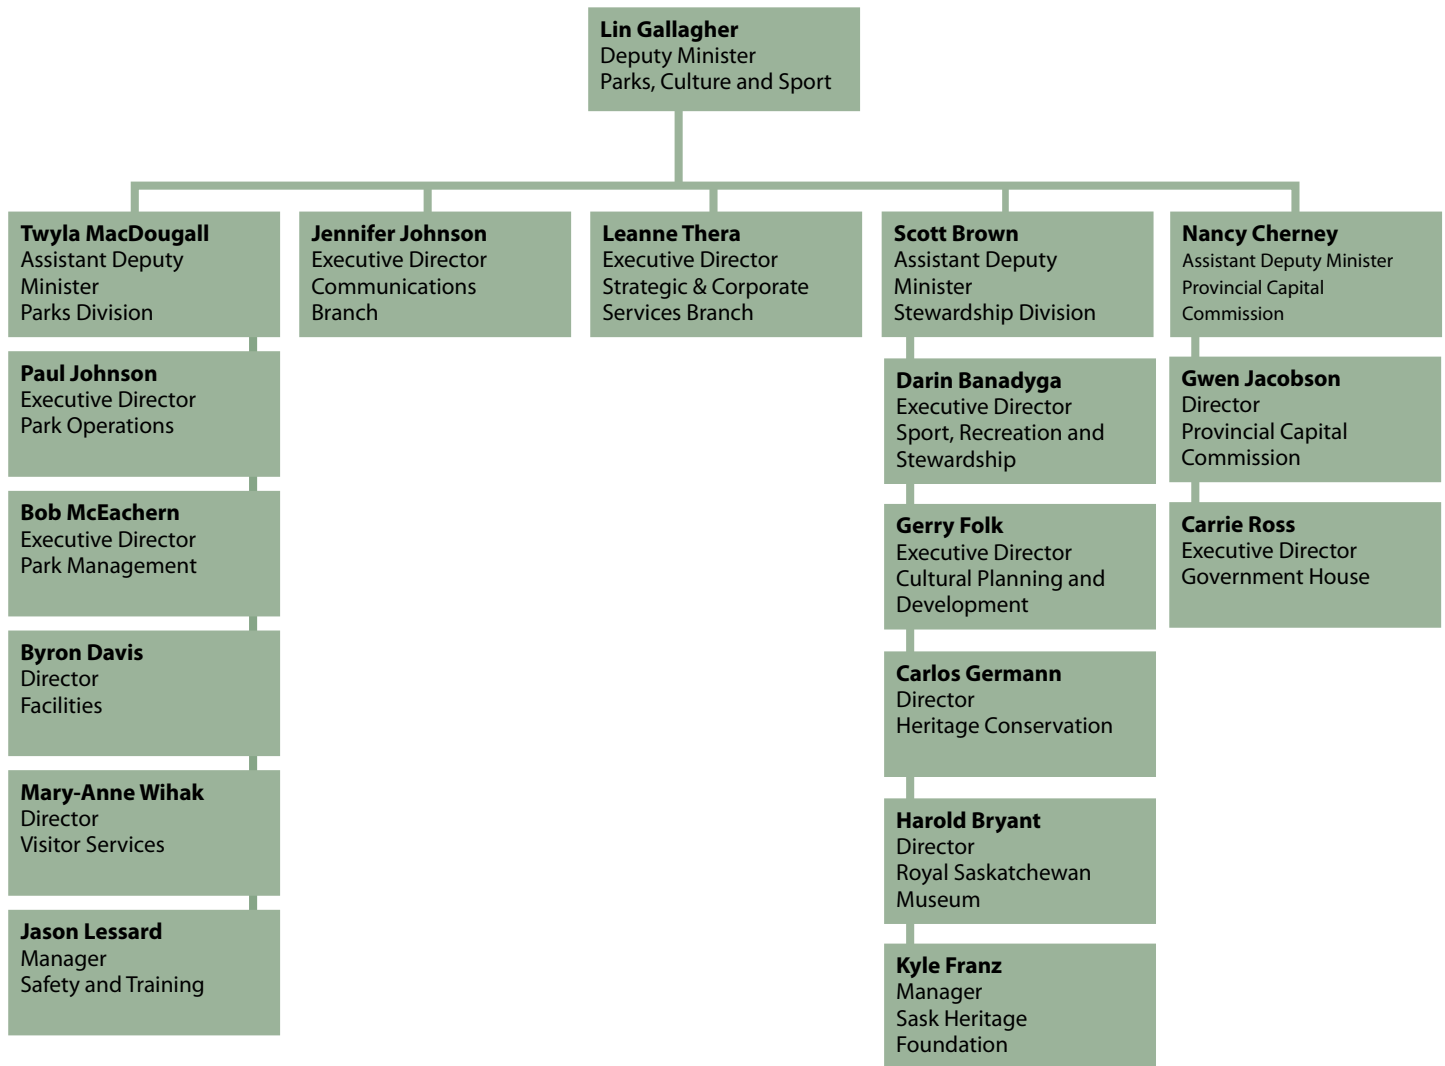 Lin Gallagher
Deputy Minister
Parks, Culture and Sport
Twyla MacDougall
Assistant Deputy
Minister
Parks Division
Jennifer Johnson
Executive Director
Communications
Branch
Leanne Thera
Executive Director
Strategic & Corporate
Services Branch
Scott Brown
Assistant Deputy
Minister
Stewardship Division
Nancy Cherney
Assistant Deputy Minister
Provincial Capital
Commission
Paul Johnson
Executive Director
Park Operations
Bob McEachern
Executive Director
Park Management
Byron Davis
Director
Facilities
Mary-Anne Wihak
Director
Visitor Services
Jason Lessard
Manager
Safety and Training
Darin Banadyga
Executive Director
Sport, Recreation and
Stewardship
Gerry Folk
Executive Director
Cultural Planning and
Development
Carlos Germann
Director
Heritage Conservation
Harold Bryant
Director
Royal Saskatchewan
Museum
Kyle Franz
Manager
Sask Heritage
Foundation
Gwen Jacobson
Director
Provincial Capital
Commission
Carrie Ross
Executive Director
Government House